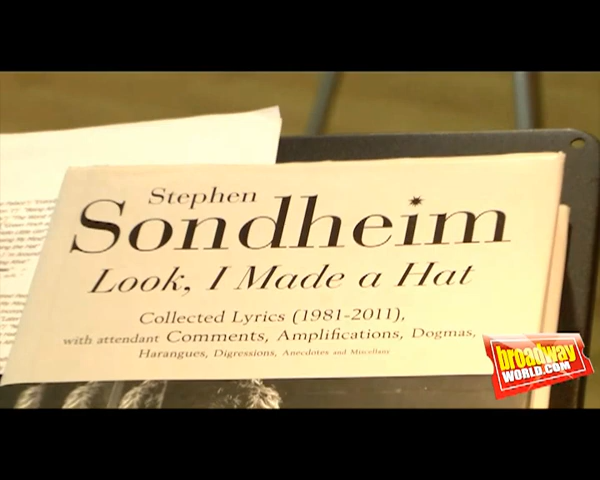 Stephen
Sondheim
Look, I Made a Hat
Collected Lyrics (1981-2011),
with attendant Comments, Amplifications, Dogmas,
Harangues, Digressions, Anecdotes and Miscellany
broadway
WORLD.COM